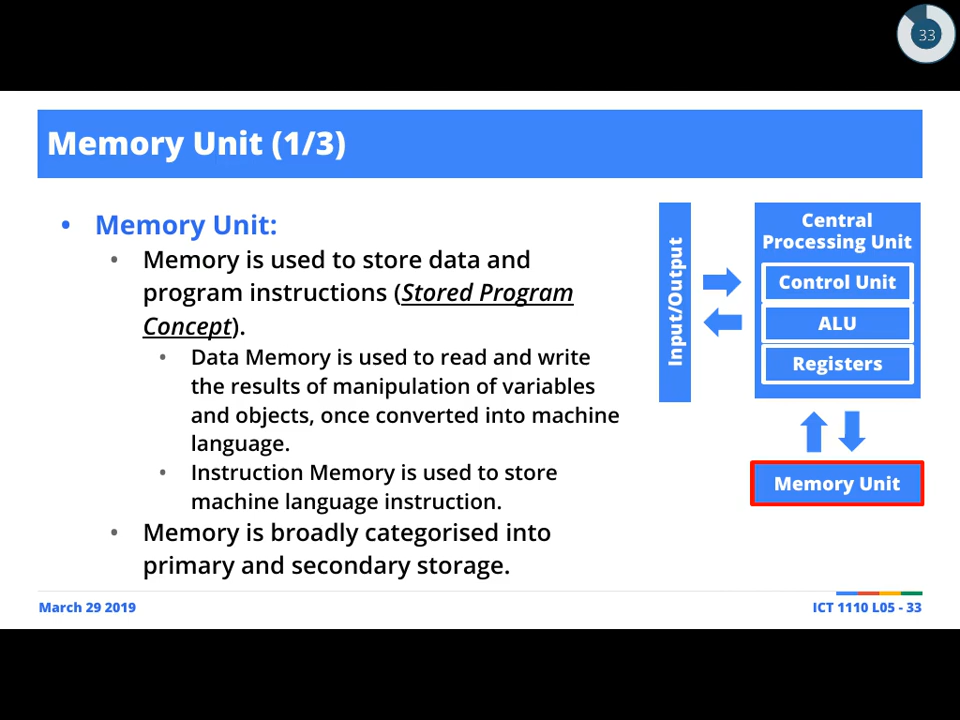 33
Memory Unit (1/3)
• Memory Unit:
• Memory is used to store data and
program instructions (Stored Program
Concept).
• Data Memory is used to read and write
the results of manipulation of variables
and objects, once converted into machine
language.
• Instruction Memory is used to store
machine language instruction.
• Memory is broadly categorised into
primary and secondary storage.
Input/Output
Central
Processing Unit
Control Unit
ALU
Registers
Memory Unit
March 29 2019
ICT 1110 L05 - 33